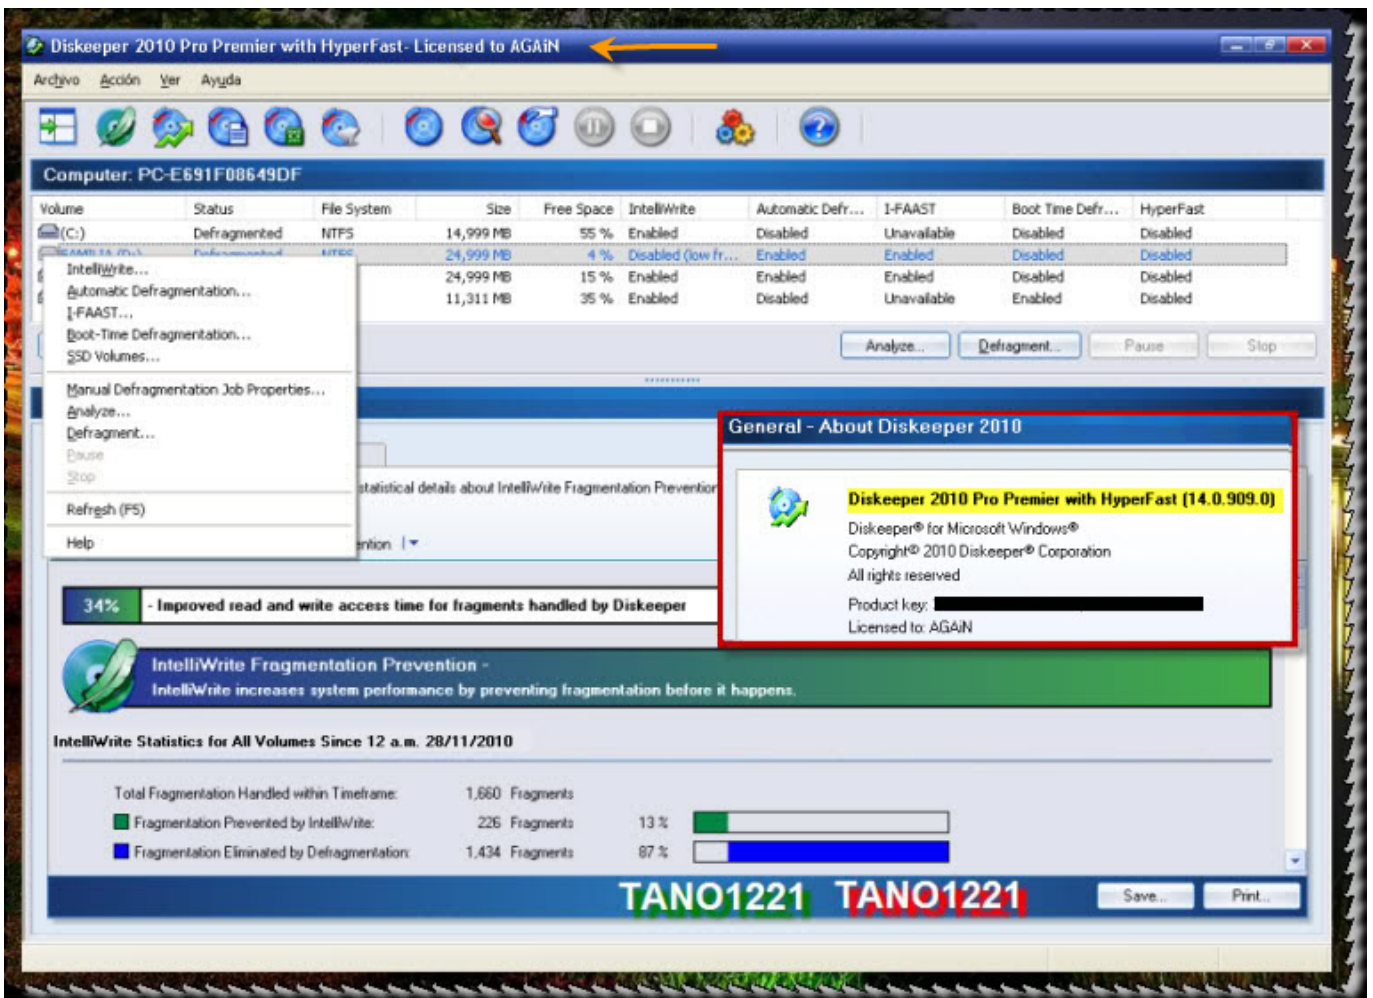 Diskeeper 2010 Pro Premier with HyperFast- Licensed to AGAiN
Archivo Acción Ver Ayuda
Computer: PC-E691F08649DF
Volume Status File System Size Free Space IntelliWrite Automatic Defr... I-FAAST Boot Time Defr... HyperFast
(C:) Defragmented NTFS 14,999 MB 55 % Enabled Disabled Unavailable Disabled Disabled
24,999 MB 4 % Disabled (low fr... Enabled Enabled Disabled Disabled
24,999 MB 15 % Enabled Enabled Enabled Disabled Disabled
11,311 MB 35 % Enabled Disabled Unavailable Enabled Disabled
IntelliWrite...
Automatic Defragmentation...
I-FAAST...
Boot-Time Defragmentation...
SSD Volumes...
Manual Defragmentation Job Properties...
Analyze...
Defragment...
Pause
Stop
Refresh (F5)
Help
Analyze... Defragment... Pause Stop
statistical details about IntelliWrite Fragmentation Prevention
ention
General - About Diskeeper 2010
Diskeeper 2010 Pro Premier with HyperFast (14.0.909.0)
Diskeeper® for Microsoft Windows®
Copyright© 2010 Diskeeper® Corporation
All rights reserved
Product key:
Licensed to: AGAiN
34% - Improved read and write access time for fragments handled by Diskeeper
IntelliWrite Fragmentation Prevention -
IntelliWrite increases system performance by preventing fragmentation before it happens.
IntelliWrite Statistics for All Volumes Since 12 a.m. 28/11/2010
Total Fragmentation Handled within Timeframe: 1,660 Fragments
Fragmentation Prevented by IntelliWrite: 226 Fragments 13 %
Fragmentation Eliminated by Defragmentation: 1,434 Fragments 87 %
TANO1221 TANO1221
Save... Print...